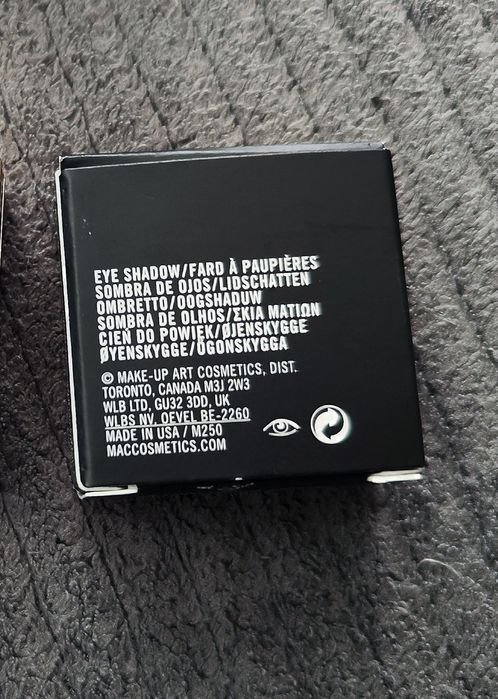 EYE SHADOW/FARD À PAUPIÈRES
SOMBRA DE OJOS/LIDSCHATTEN
OMBRETTO/OOGSHADUW
SOMBRA DE OLHOS/ΣΚΙΑ ΜΑΤΙΩΝ
CIEN DO POWIEK/ØJENSKYGGE
ØYENSKYGGE/ÖGONSKYGGA
© MAKE-UP ART COSMETICS, DIST.
TORONTO, CANADA M3J 2W3
WLB LTD, GU32 3DD, UK
WLBS NV, OEVEL BE-2260
MADE IN USA / M250
MACCOSMETICS.COM